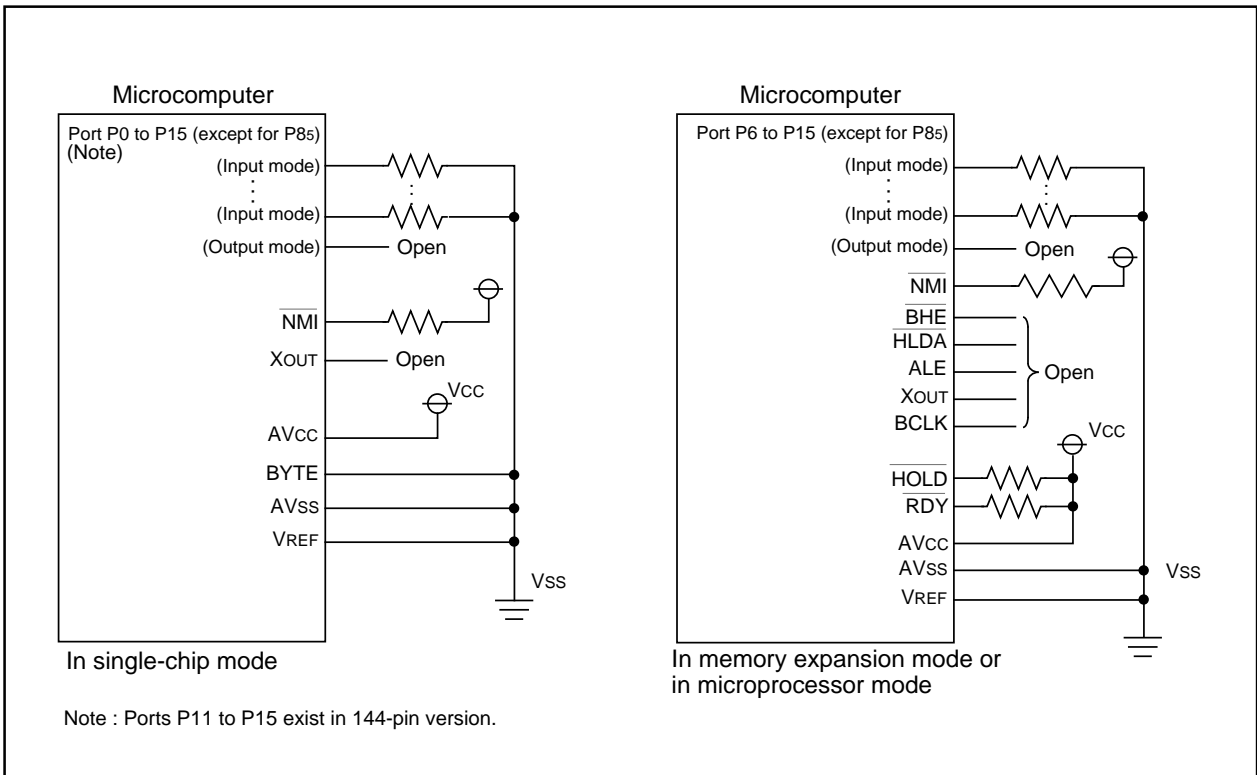 Microcomputer
Port P0 to P15 (except for P85)
(Note)
(Input mode)
(Input mode)
(Output mode)
Open
NMI
XOUT
Open
VCC
AVCC
BYTE
AVSS
VREF
VSS
In single-chip mode
Note : Ports P11 to P15 exist in 144-pin version.
Microcomputer
Port P6 to P15 (except for P85)
(Input mode)
(Input mode)
(Output mode)
Open
NMI
BHE
HLDA
ALE
Open
XOUT
BCLK
VCC
HOLD
RDY
AVCC
AVSS
VSS
VREF
In memory expansion mode or
in microprocessor mode